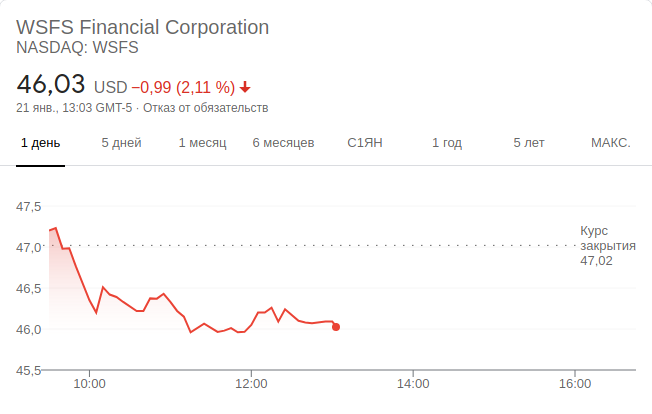 WSFS Financial Corporation
NASDAQ: WSFS
46,03 USD −0,99 (2,11 %)
21 янв., 13:03 GMT-5 · Отказ от обязательств
1 день 5 дней 1 месяц 6 месяцев С1ЯН 1 год 5 лет МАКС.
47,5
47,0
46,5
46,0
45,5
Курс
закрытия
47,02
10:00 12:00 14:00 16:00